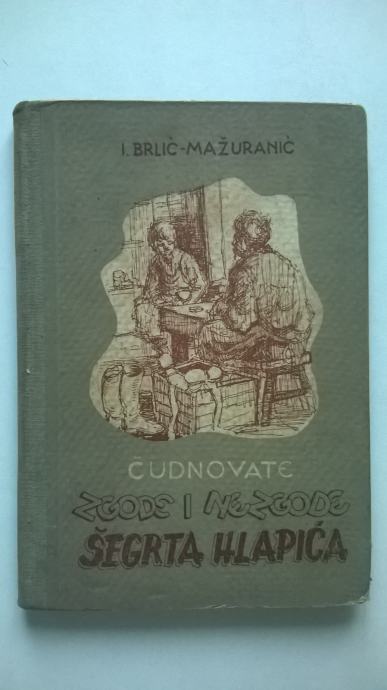 I. BRLIĆ-MAŽURANIĆ
ČUDNOVATE
ZGODE I NEZGODE
ŠEGRTA HLAPIĆA